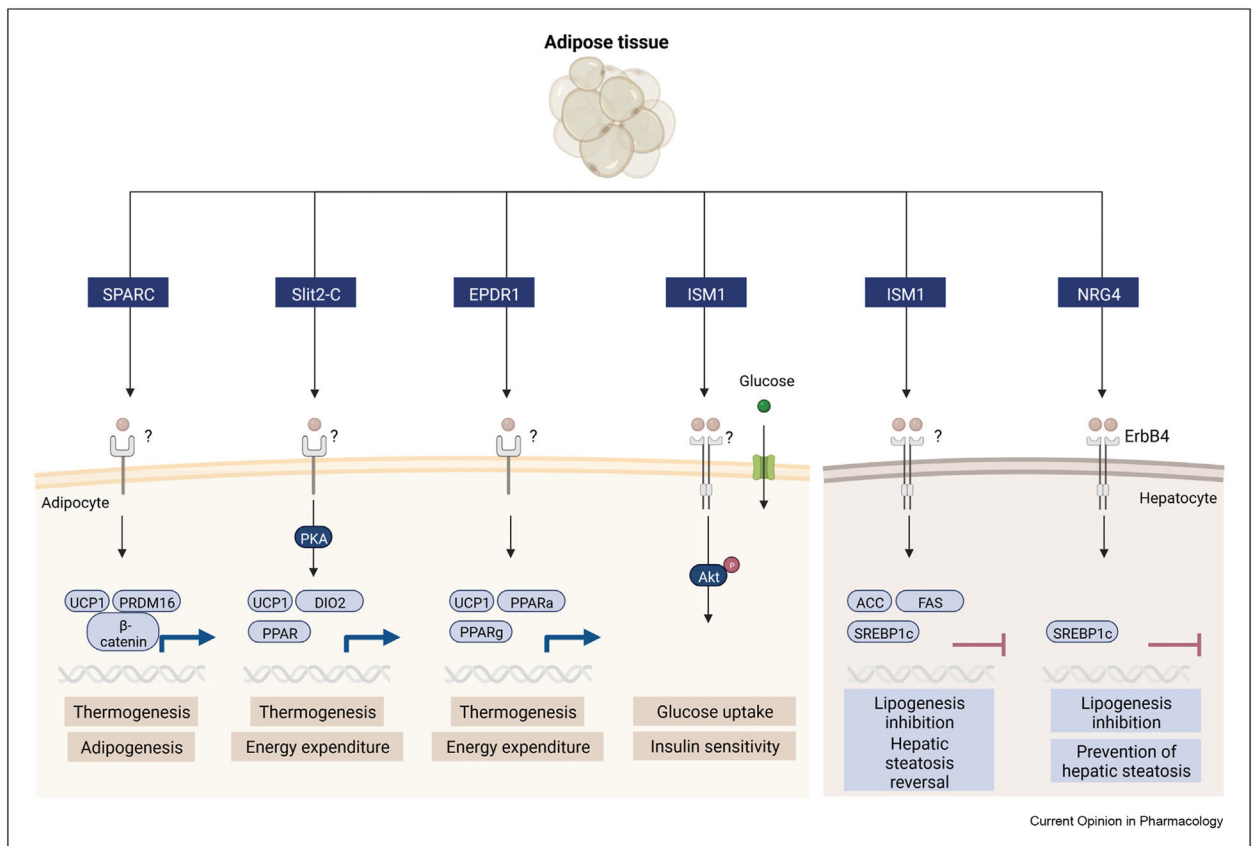 Adipose tissue
SPARC
Slit2-C
EPDR1
ISM1
ISM1
NRG4
Glucose
?
?
?
?
?
ErbB4
Adipocyte
Hepatocyte
PKA
Akt
P
UCP1
PRDM16
β-
catenin
UCP1
DIO2
PPAR
UCP1
PPARa
PPARg
ACC
FAS
SREBP1c
SREBP1c
Thermogenesis
Adipogenesis
Thermogenesis
Energy expenditure
Thermogenesis
Energy expenditure
Glucose uptake
Insulin sensitivity
Lipogenesis
inhibition
Hepatic
steatosis
reversal
Lipogenesis
inhibition
Prevention of
hepatic steatosis
Current Opinion in Pharmacology